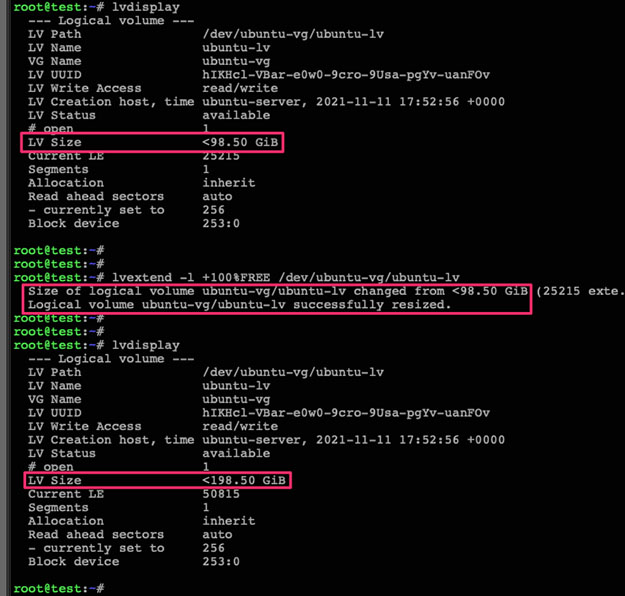 root@test:~# lvdisplay
--- Logical volume ---
LV Path /dev/ubuntu-vg/ubuntu-lv
LV Name ubuntu-lv
VG Name ubuntu-vg
LV UUID hIKHcl-VBar-e0w0-9cro-9Usa-pgYv-uanFOv
LV Write Access read/write
LV Creation host, time ubuntu-server, 2021-11-11 17:52:56 +0000
LV Status available
# open 1
LV Size <98.50 GiB
Current LE 25215
Segments 1
Allocation inherit
Read ahead sectors auto
- currently set to 256
Block device 253:0
root@test:~#
root@test:~#
root@test:~# lvextend -l +100%FREE /dev/ubuntu-vg/ubuntu-lv
Size of logical volume ubuntu-vg/ubuntu-lv changed from <98.50 GiB (25215 exte.
Logical volume ubuntu-vg/ubuntu-lv successfully resized.
root@test:~#
root@test:~#
root@test:~# lvdisplay
--- Logical volume ---
LV Path /dev/ubuntu-vg/ubuntu-lv
LV Name ubuntu-lv
VG Name ubuntu-vg
LV UUID hIKHcl-VBar-e0w0-9cro-9Usa-pgYv-uanFOv
LV Write Access read/write
LV Creation host, time ubuntu-server, 2021-11-11 17:52:56 +0000
LV Status available
# open 1
LV Size <198.50 GiB
Current LE 50815
Segments 1
Allocation inherit
Read ahead sectors auto
- currently set to 256
Block device 253:0
root@test:~#